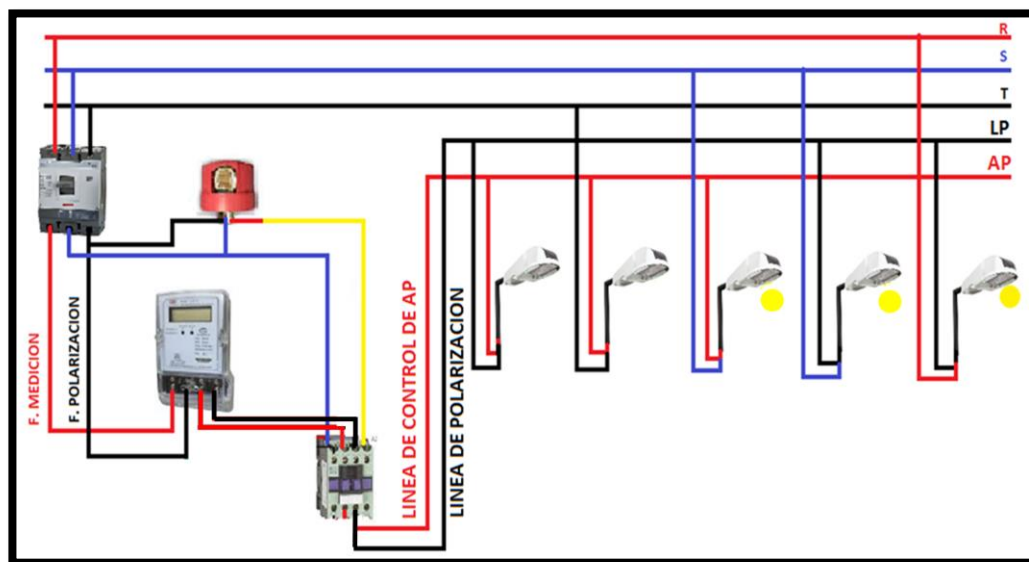 R
S
T
LP
AP
F. MEDICION
F. POLARIZACION
LINEA DE CONTROL DE AP
LINEA DE POLARIZACION